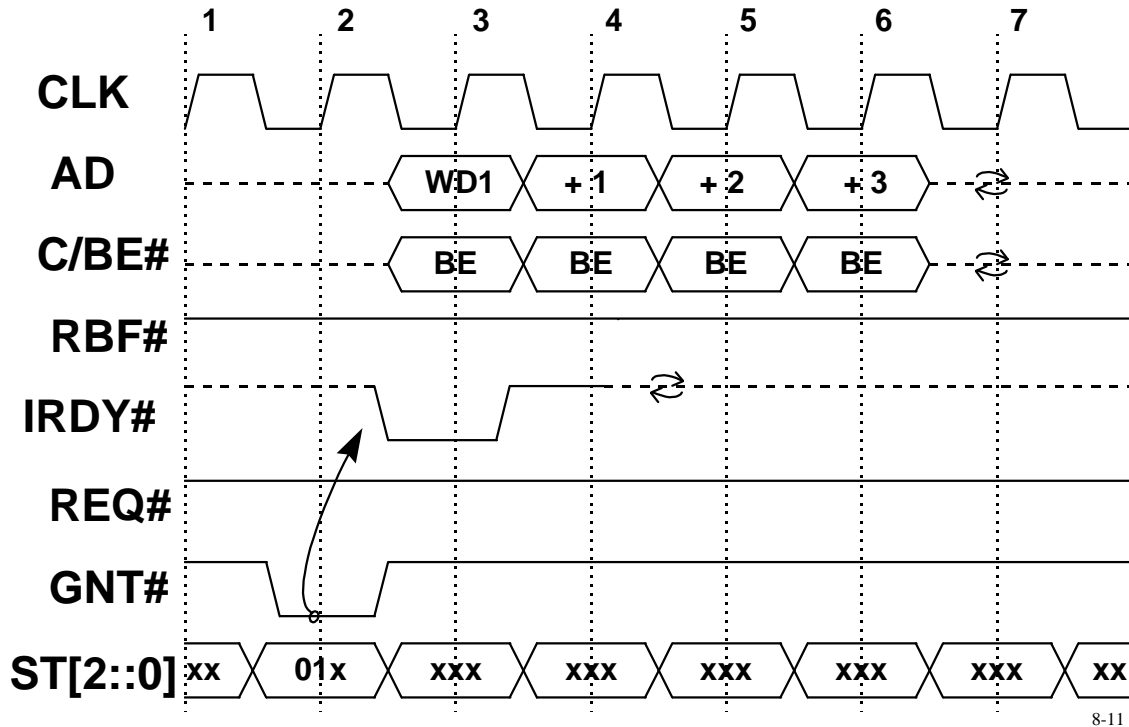 1 2 3 4 5 6 7
CLK
AD WD1 + 1 + 2 + 3
C/BE# BE BE BE BE
RBF#
IRDY#
REQ#
GNT#
ST[2::0] xx 01x xxx xxx xxx xxx xxx xx
8-11